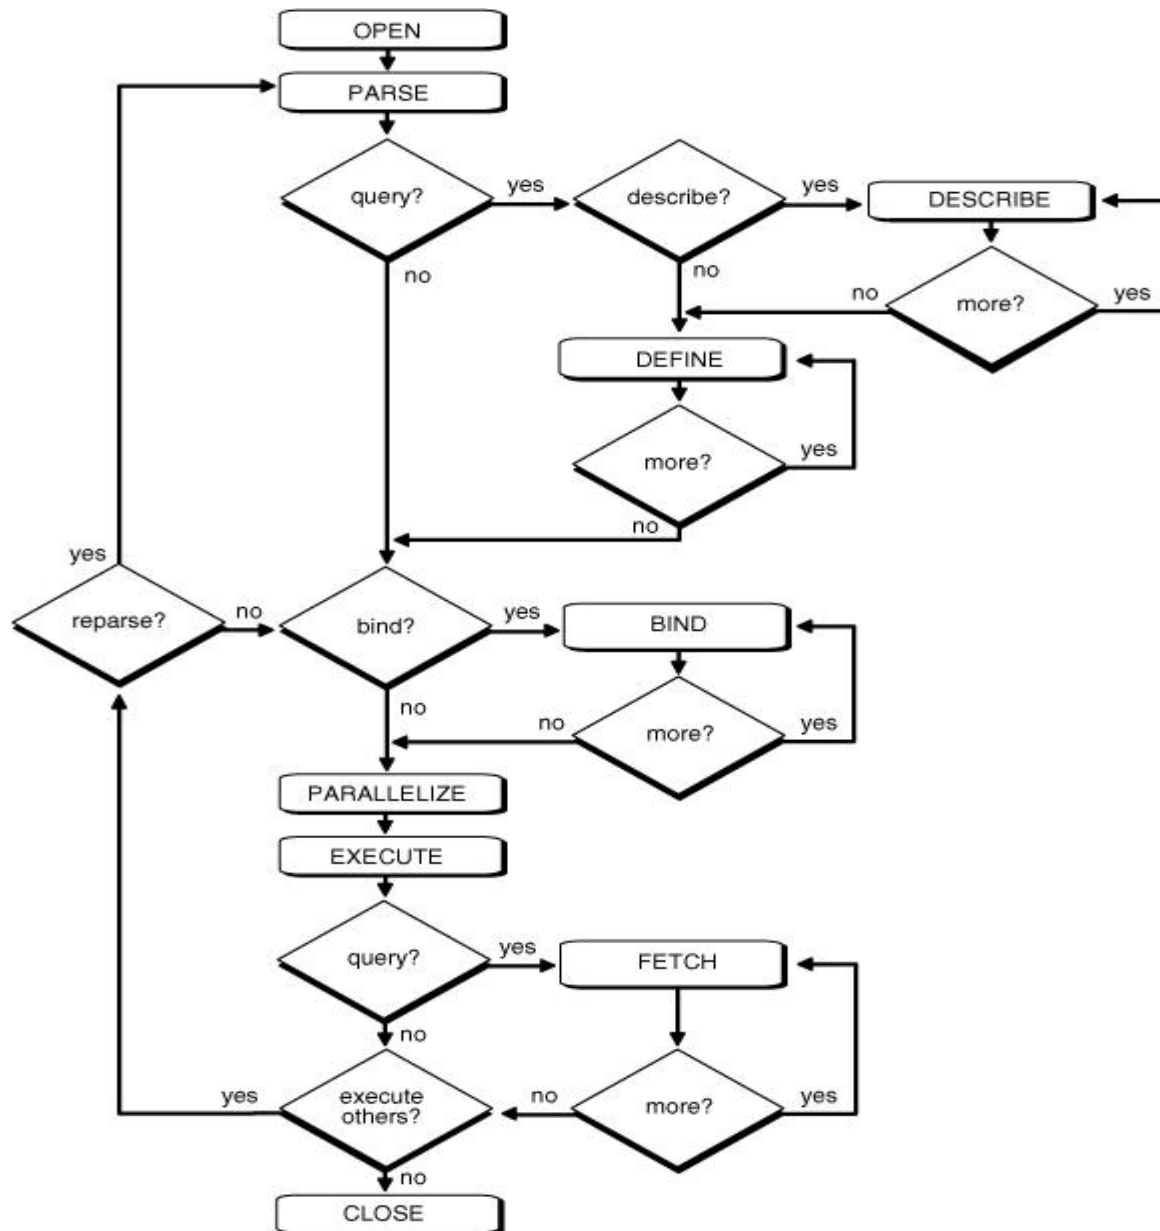 OPEN
PARSE
query?
yes
describe?
yes
DESCRIBE
no
no
no
more?
yes
DEFINE
more?
yes
no
yes
reparse?
no
bind?
yes
BIND
no
no
more?
yes
PARALLELIZE
EXECUTE
query?
yes
FETCH
no
yes
execute
others?
no
more?
yes
no
CLOSE